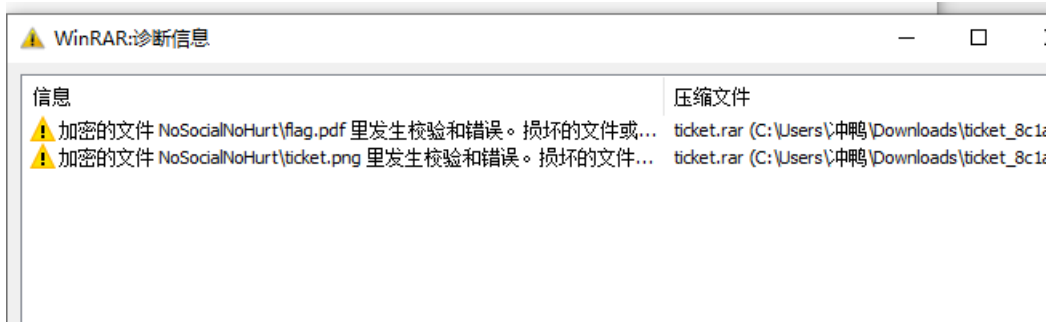 WinRAR:诊断信息
信息 压缩文件
加密的文件 NoSocialNoHurt\flag.pdf 里发生校验和错误。损坏的文件或... ticket.rar (C:\Users\冲鸭\Downloads\ticket_8c1a
加密的文件 NoSocialNoHurt\ticket.png 里发生校验和错误。损坏的文件... ticket.rar (C:\Users\冲鸭\Downloads\ticket_8c1a